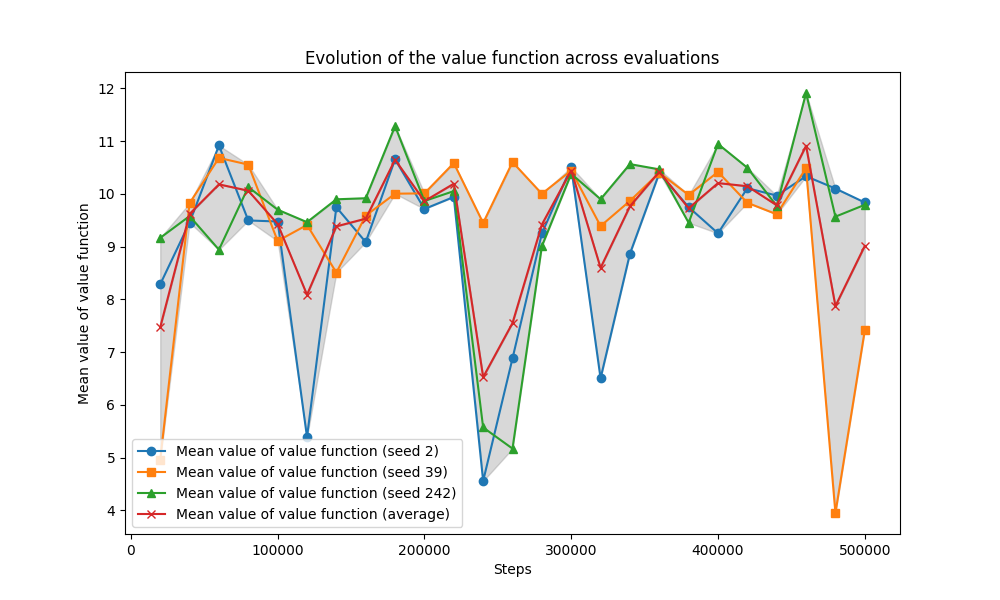 Evolution of the value function across evaluations
Mean value of value function
12
11
10
9
8
7
6
5
4
Mean value of value function (seed 2)
Mean value of value function (seed 39)
Mean value of value function (seed 242)
Mean value of value function (average)
0
100000
200000
300000
400000
500000
Steps